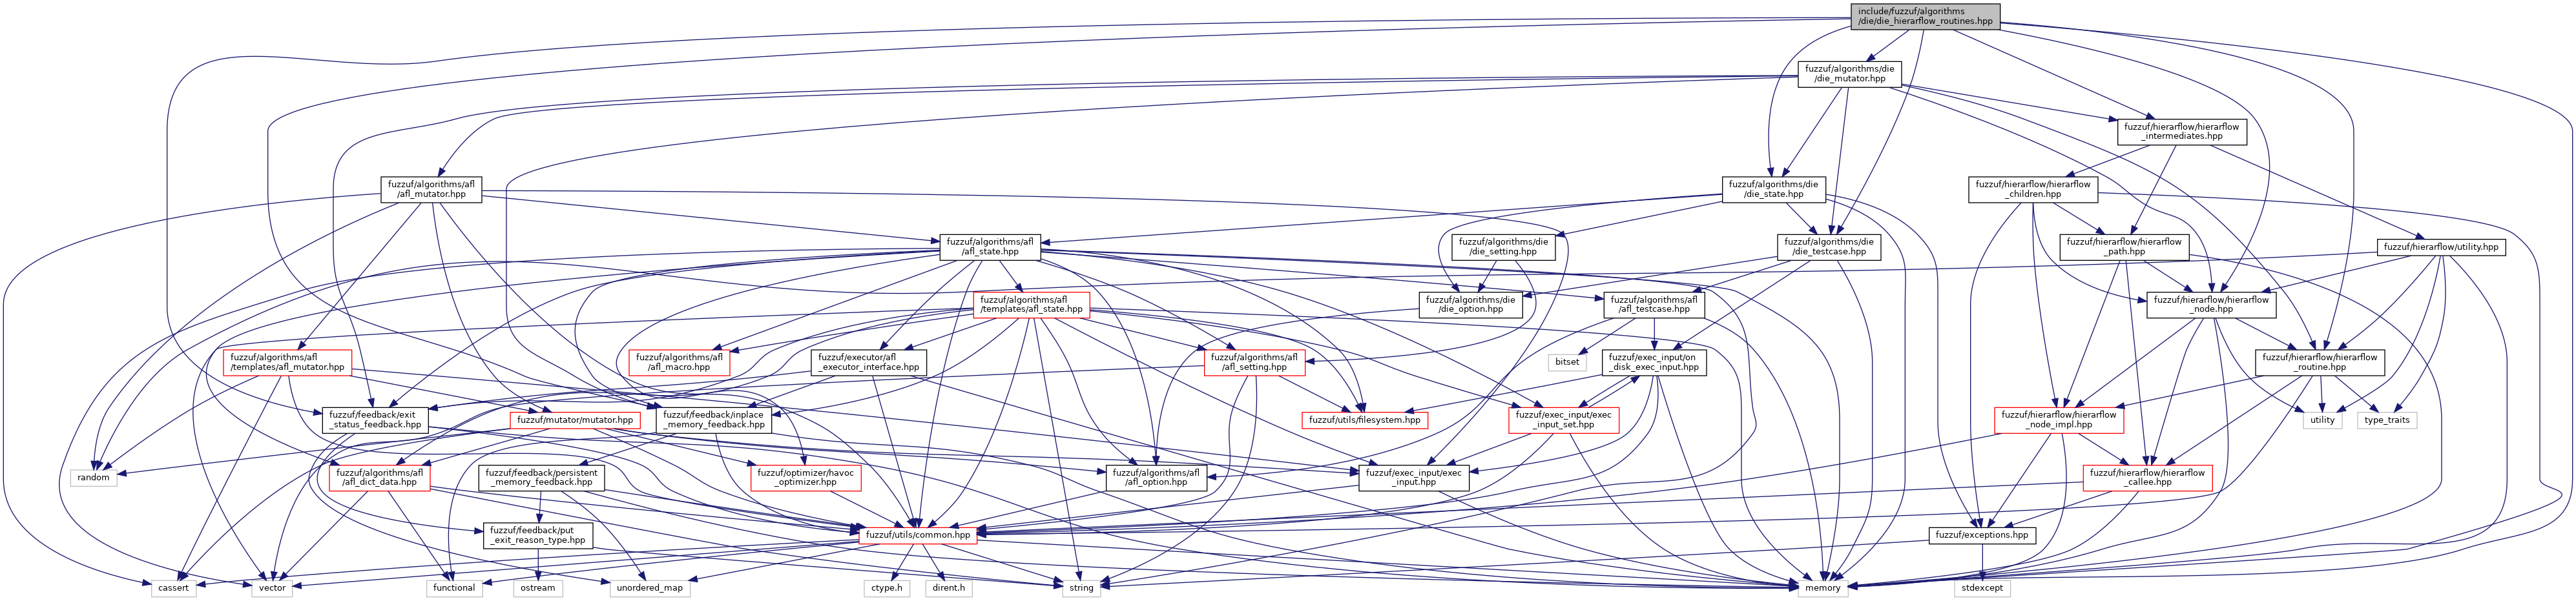 include/fuzzuf/algorithms
/die/die_hierarflow_routines.hpp
fuzzuf/algorithms/die
/die_mutator.hpp
fuzzuf/hierarflow/hierarflow
_intermediates.hpp
fuzzuf/algorithms/afl
/afl_mutator.hpp
fuzzuf/algorithms/die
/die_state.hpp
fuzzuf/hierarflow/hierarflow
_children.hpp
fuzzuf/algorithms/afl
/afl_state.hpp
fuzzuf/algorithms/die
/die_setting.hpp
fuzzuf/algorithms/die
/die_testcase.hpp
fuzzuf/hierarflow/hierarflow
_path.hpp
fuzzuf/hierarflow/utility.hpp
fuzzuf/algorithms/afl
/templates/afl_state.hpp
fuzzuf/algorithms/die
/die_option.hpp
fuzzuf/algorithms/afl
/afl_testcase.hpp
fuzzuf/hierarflow/hierarflow
_node.hpp
fuzzuf/algorithms/afl
/templates/afl_mutator.hpp
fuzzuf/algorithms/afl
/afl_macro.hpp
fuzzuf/executor/afl
_executor_interface.hpp
fuzzuf/algorithms/afl
/afl_setting.hpp
bitset
fuzzuf/exec_input/on
_disk_exec_input.hpp
fuzzuf/hierarflow/hierarflow
_routine.hpp
fuzzuf/feedback/exit
_status_feedback.hpp
fuzzuf/mutator/mutator.hpp
fuzzuf/feedback/inplace
_memory_feedback.hpp
fuzzuf/utils/filesystem.hpp
fuzzuf/exec_input/exec
_input_set.hpp
fuzzuf/hierarflow/hierarflow
_node_impl.hpp
utility
type_traits
random
fuzzuf/algorithms/afl
/afl_dict_data.hpp
fuzzuf/feedback/persistent
_memory_feedback.hpp
fuzzuf/optimizer/havoc
_optimizer.hpp
fuzzuf/algorithms/afl
/afl_option.hpp
fuzzuf/exec_input/exec
_input.hpp
fuzzuf/hierarflow/hierarflow
_callee.hpp
fuzzuf/feedback/put
_exit_reason_type.hpp
fuzzuf/utils/common.hpp
fuzzuf/exceptions.hpp
cassert
vector
functional
ostream
unordered_map
ctype.h
dirent.h
string
memory
stdexcept